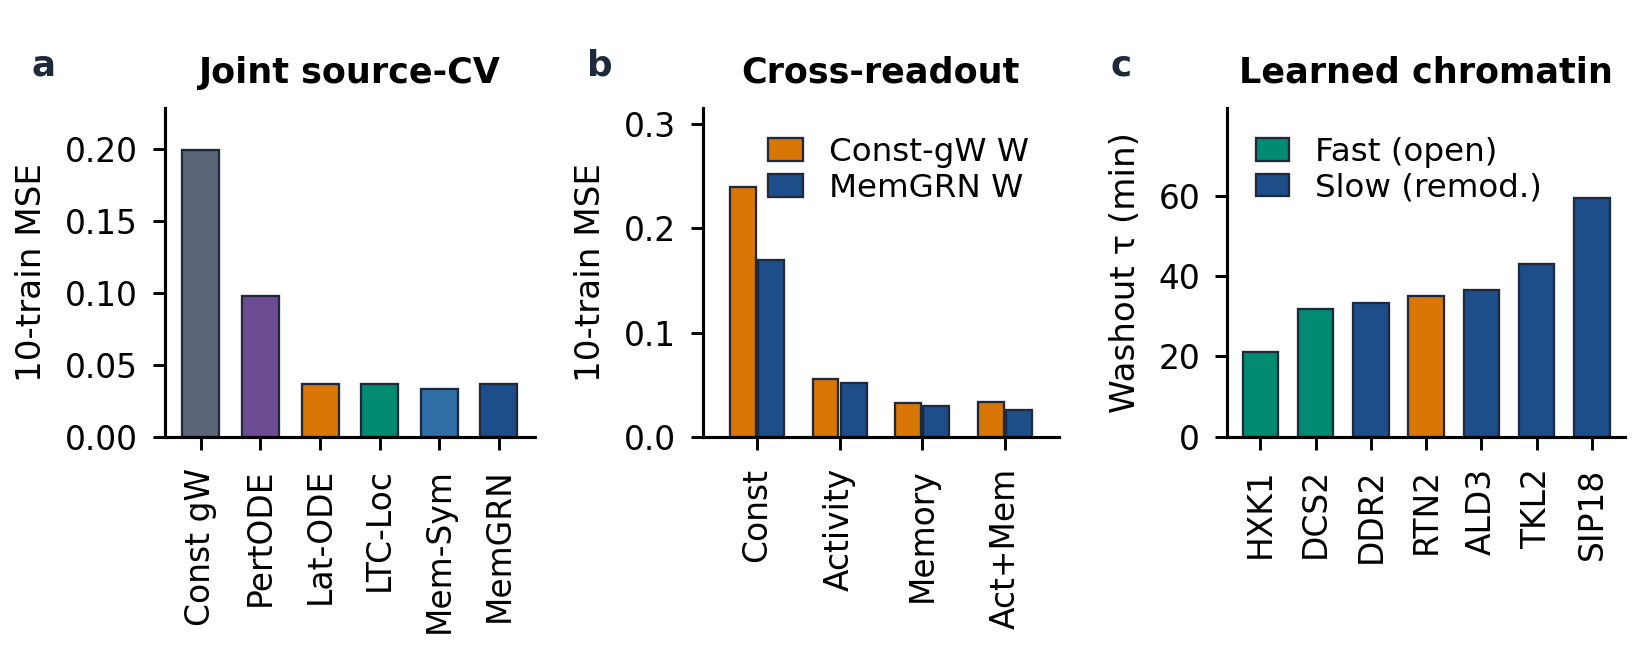 a
Joint source-CV
10-train MSE
0.20
0.15
0.10
0.05
0.00
Const gW
PertODE
Lat-ODE
LTC-Loc
Mem-Sym
MemGRN
b
Cross-readout
10-train MSE
0.3
0.2
0.1
0.0
Const-gW W
MemGRN W
Const
Activity
Memory
Act+Mem
c
Learned chromatin
Washout τ (min)
60
40
20
0
Fast (open)
Slow (remod.)
HXK1
DCS2
DDR2
RTN2
ALD3
TKL2
SIP18